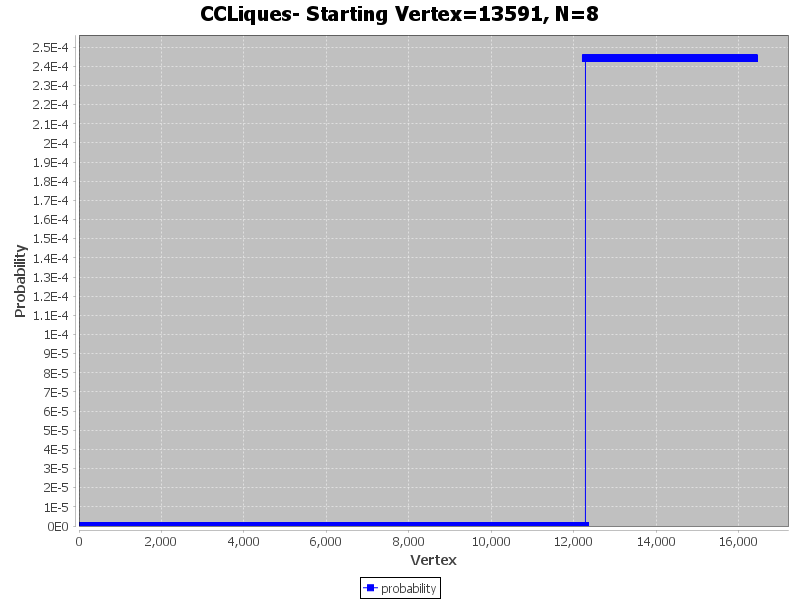 CCLiques- Starting Vertex=13591, N=8
2.5E-4
2.4E-4
2.3E-4
2.2E-4
2.1E-4
2E-4
1.9E-4
1.8E-4
1.7E-4
1.6E-4
1.5E-4
1.4E-4
1.3E-4
1.2E-4
1.1E-4
1E-4
9E-5
8E-5
7E-5
6E-5
5E-5
4E-5
3E-5
2E-5
1E-5
0E0
Probability
0 2,000 4,000 6,000 8,000 10,000 12,000 14,000 16,000
Vertex
probability